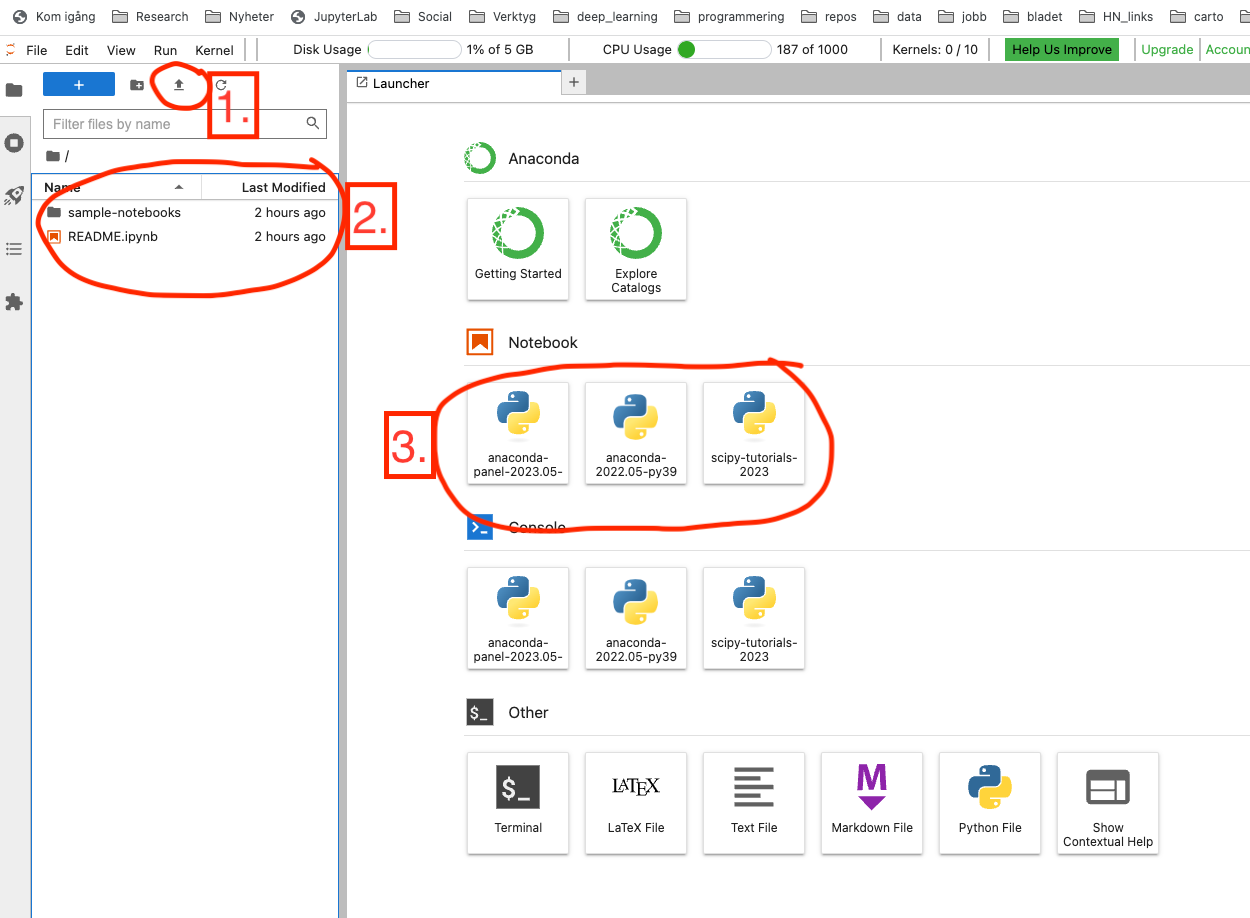 Kom igång Research Nyheter JupyterLab Social Verktyg deep_learning programmering repos data jobb bladet HN_links carto
File Edit View Run Kernel Disk Usage 1% of 5 GB CPU Usage 187 of 1000 Kernels: 0 / 10 Help Us Improve Upgrade Accoun
+
Launcher
+
1.
Filter files by name
/
Name Last Modified
sample-notebooks 2 hours ago
README.ipynb 2 hours ago
2.
Anaconda
Getting Started
Explore
Catalogs
Notebook
3.
anaconda-
panel-2023.05-
anaconda-
2022.05-py39
scipy-tutorials-
2023
Console
anaconda-
panel-2023.05-
anaconda-
2022.05-py39
scipy-tutorials-
2023
$_ Other
$_
Terminal
LATEX
LaTeX File
Text File
M
Markdown File
Python File
Show
Contextual Help